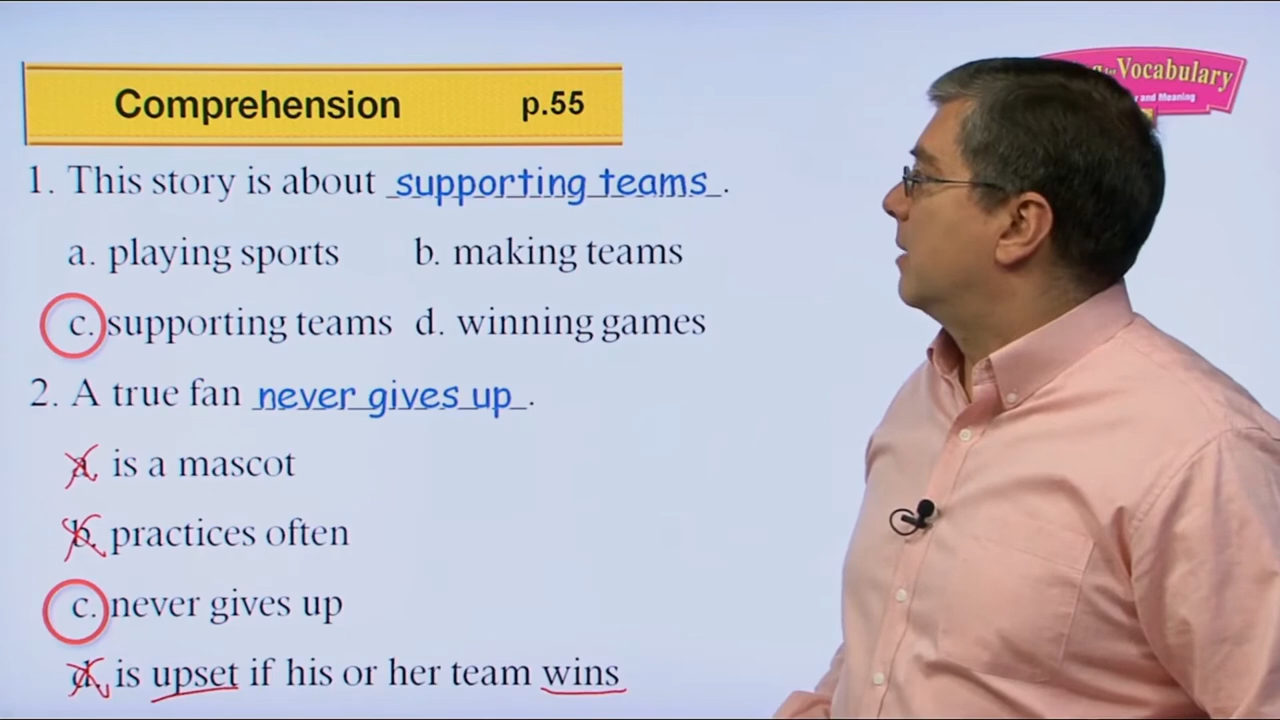 Comprehension p.55
Vocabulary
and Meaning
1. This story is about supporting teams.
a. playing sports b. making teams
c. supporting teams d. winning games
2. A true fan never gives up.
a. is a mascot
b. practices often
c. never gives up
d. is upset if his or her team wins